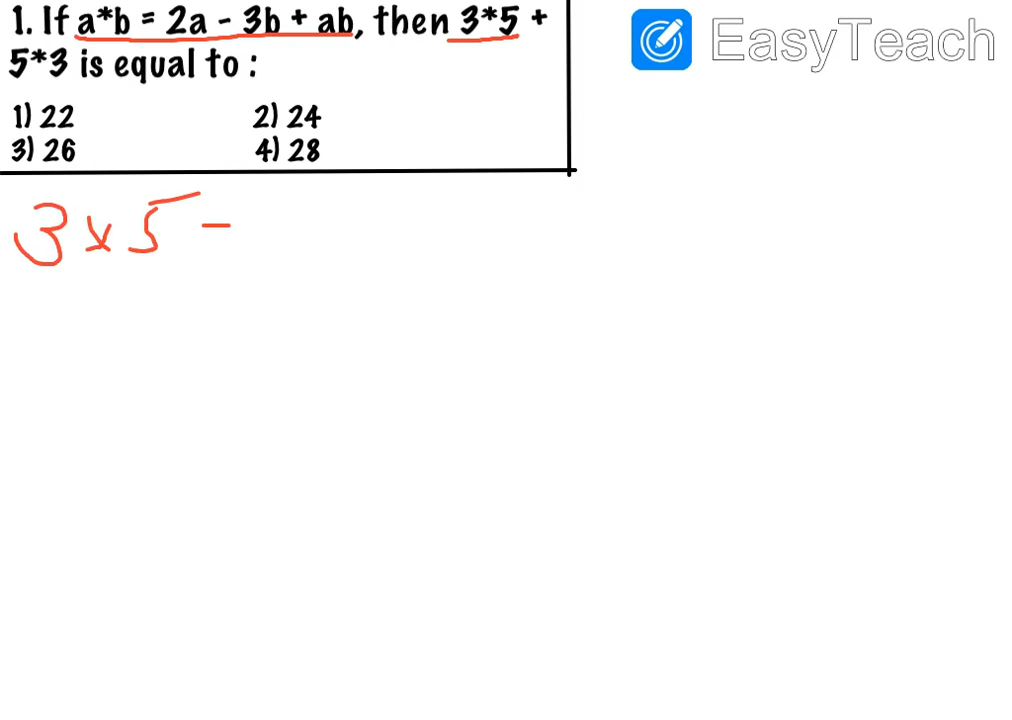 1. If a*b = 2a - 3b + ab, then 3*5 +
5*3 is equal to :
1) 22 2) 24
3) 26 4) 28
EasyTeach
3 x 5 -